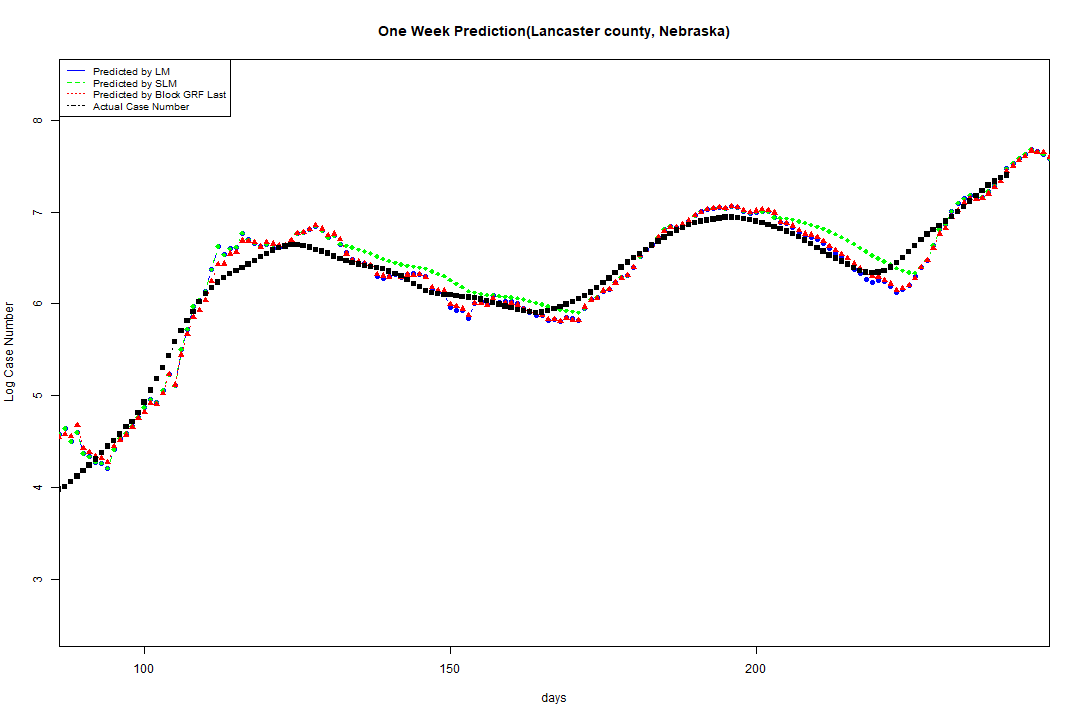 One Week Prediction(Lancaster county, Nebraska)
Predicted by LM
Predicted by SLM
Predicted by Block GRF Last
Actual Case Number
8
7
6
5
4
3
Log Case Number
100 150 200
days